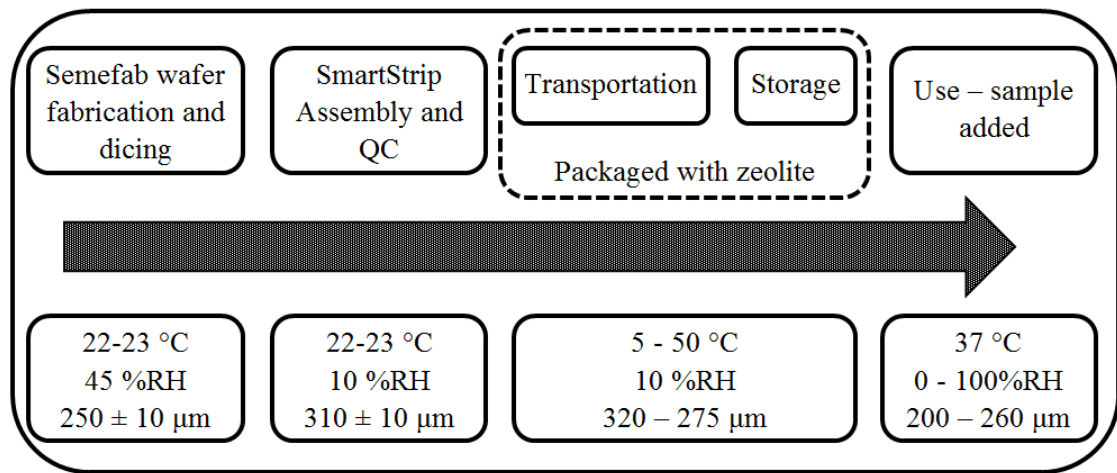 Semefab wafer
fabrication and
dicing
SmartStrip
Assembly and
QC
Transportation
Storage
Packaged with zeolite
Use – sample
added
22-23 °C
45 %RH
250 ± 10 μm
22-23 °C
10 %RH
310 ± 10 μm
5 - 50 °C
10 %RH
320 – 275 μm
37 °C
0 - 100%RH
200 – 260 μm